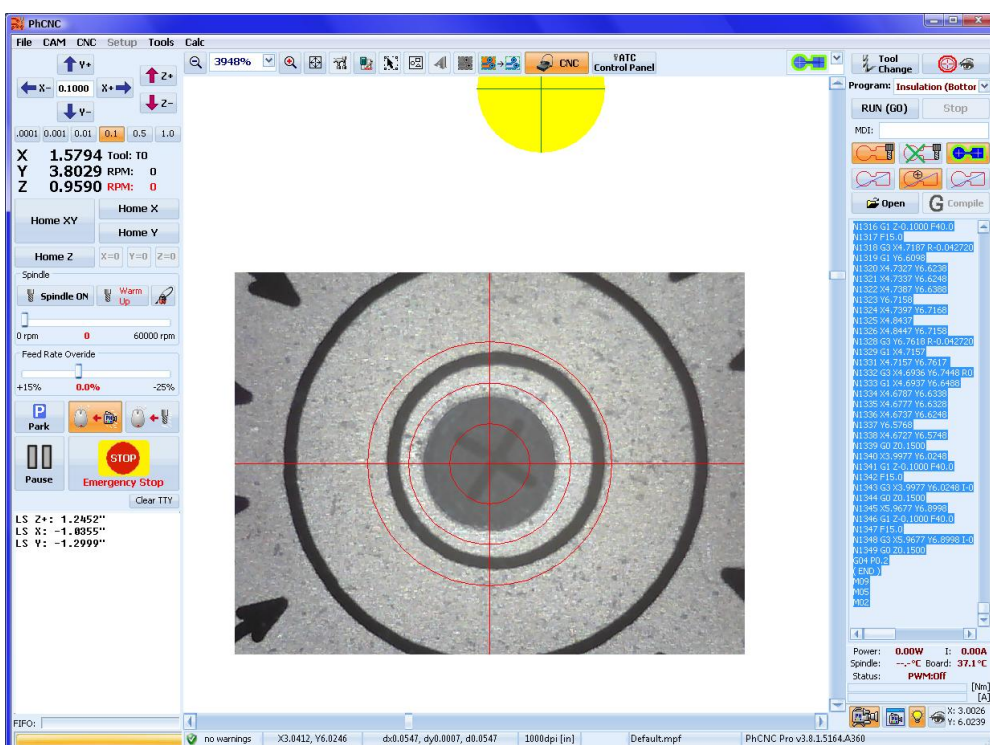 PhCNC
File CAM CNC Setup Tools Calc
Y+
X- 0.1000 X+
Y-
Z+
Z-
.0001 0.001 0.01 0.1 0.5 1.0
X 1.5794 Tool: T0
Y 3.8029 RPM: 0
Z 0.9590 RPM: 0
Home XY
Home X
Home Y
Home Z X=0 Y=0 Z=0
Spindle
Spindle ON
Warm Up
0 rpm 0 60000 rpm
Feed Rate Overide
+15% 0.0% -25%
P
Park
Pause
STOP
Emergency Stop
Clear TTY
LS Z+: 1.2452"
LS X: -1.0355"
LS Y: -1.2999"
FIFO:
3948%
CNC
ATC
Control Panel
Tool
Change
Program: Insulation (Bottor
RUN (GO) Stop
MDI:
Open G Compile
N1316 G1 Z-0.1000 F40.0
N1317 F15.0
N1318 G3 X4.7187 R-0.042720
N1319 G1 Y6.6098
N1320 X4.7327 Y6.6238
N1321 X4.7337 Y6.6248
N1322 X4.7387 Y6.6388
N1323 Y6.7158
N1324 X4.7397 Y6.7168
N1325 X4.8437
N1326 X4.8447 Y6.7158
N1328 G3 Y6.7618 R-0.042720
N1329 G1 X4.7157
N1331 X4.7157 Y6.7617
N1332 G3 X4.6936 Y6.7448 R0
N1333 G1 X4.6937 Y6.6488
N1334 X4.6787 Y6.6338
N1335 X4.6777 Y6.6328
N1336 X4.6737 Y6.6248
N1337 Y6.5768
N1338 X4.6727 Y6.5748
N1339 G0 Z0.1500
N1340 X3.9977 Y6.0248
N1341 G1 Z-0.1000 F40.0
N1342 F15.0
N1343 G3 X3.9977 Y6.0248 I-0
N1344 G0 Z0.1500
N1345 X5.9677 Y6.8998
N1346 G1 Z-0.1000 F40.0
N1347 F15.0
N1348 G3 X5.9677 Y6.8998 I-0
N1349 G0 Z0.1500
G04 P0.2
( END )
M09
M05
M02
Power: 0.00W I: 0.00A
Spindle: --.-°C Board: 37.1°C
Status: PWM:Off
[Nm]
[A]
X: 3.0026
Y: 6.0239
no warnings X3.0412, Y6.0246 dx0.0547, dy0.0007, d0.0547 1000dpi [in] Default.mpf PhCNC Pro v3.8.1.5164.A360